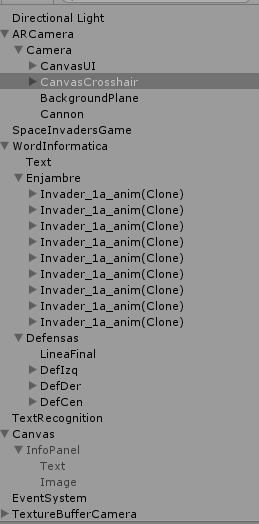 Directional Light
ARCamera
Camera
CanvasUI
CanvasCrosshair
BackgroundPlane
Cannon
SpaceInvadersGame
WordInformatica
Text
Enjambre
Invader_1a_anim(Clone)
Invader_1a_anim(Clone)
Invader_1a_anim(Clone)
Invader_1a_anim(Clone)
Invader_1a_anim(Clone)
Invader_1a_anim(Clone)
Invader_1a_anim(Clone)
Invader_1a_anim(Clone)
Invader_1a_anim(Clone)
Defensas
LineaFinal
DefIzq
DefDer
DefCen
TextRecognition
Canvas
InfoPanel
Text
Image
EventSystem
TextureBufferCamera